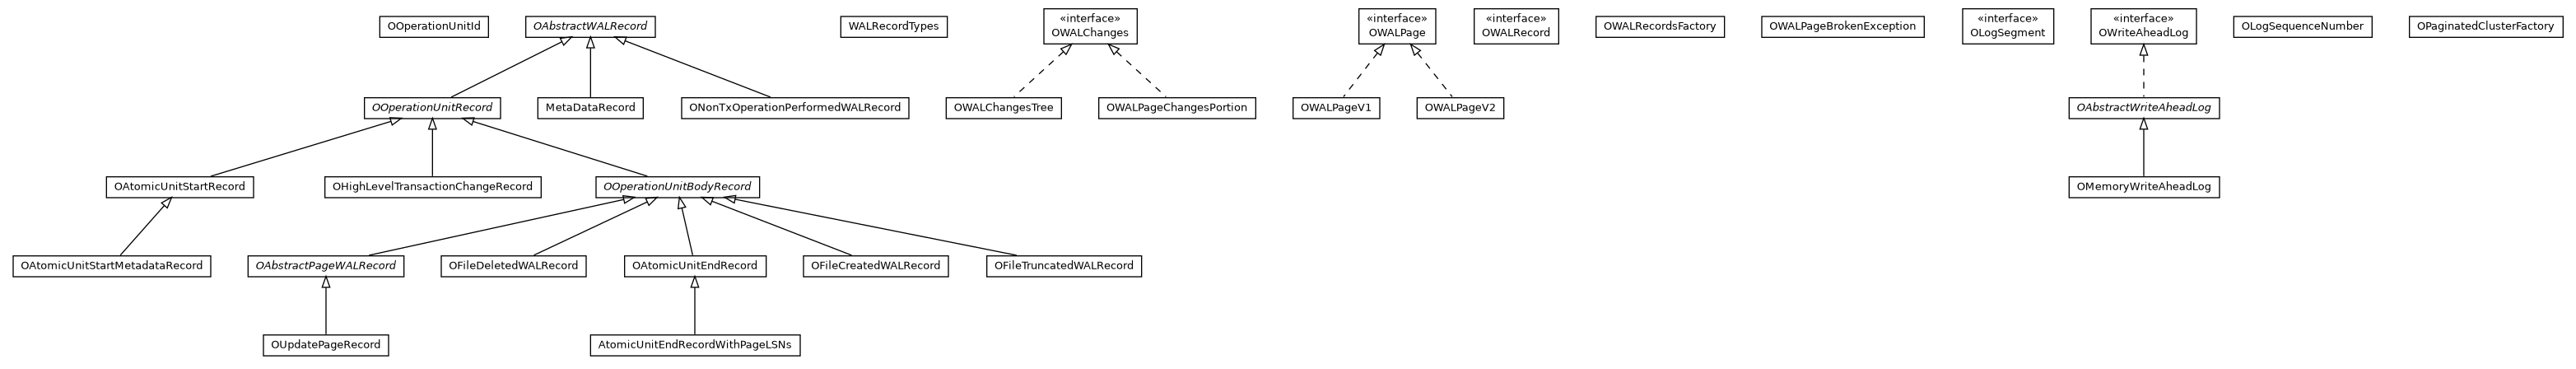 OOperationUnitId
OAbstractWALRecord
WALRecordTypes
«interface»
OWALChanges
«interface»
OWALPage
«interface»
OWALRecord
OWALRecordsFactory
OWALPageBrokenException
«interface»
OLogSegment
«interface»
OWriteAheadLog
OLogSequenceNumber
OPaginatedClusterFactory
OOperationUnitRecord
MetaDataRecord
ONonTxOperationPerformedWALRecord
OWALChangesTree
OWALPageChangesPortion
OWALPageV1
OWALPageV2
OAbstractWriteAheadLog
OAtomicUnitStartRecord
OHighLevelTransactionChangeRecord
OOperationUnitBodyRecord
OMemoryWriteAheadLog
OAtomicUnitStartMetadataRecord
OAbstractPageWALRecord
OFileDeletedWALRecord
OAtomicUnitEndRecord
OFileCreatedWALRecord
OFileTruncatedWALRecord
OUpdatePageRecord
AtomicUnitEndRecordWithPageLSNs